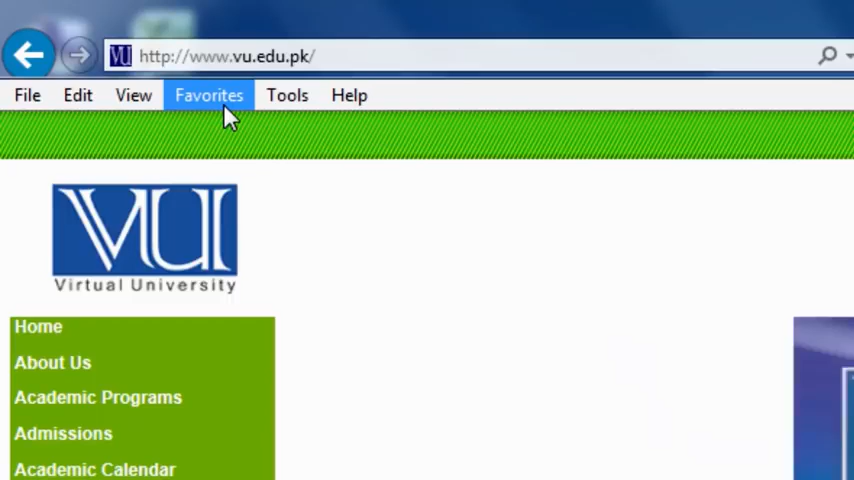 VU http://www.vu.edu.pk/
File Edit View Favorites Tools Help
VU
Virtual University
Home
About Us
Academic Programs
Admissions
Academic Calendar